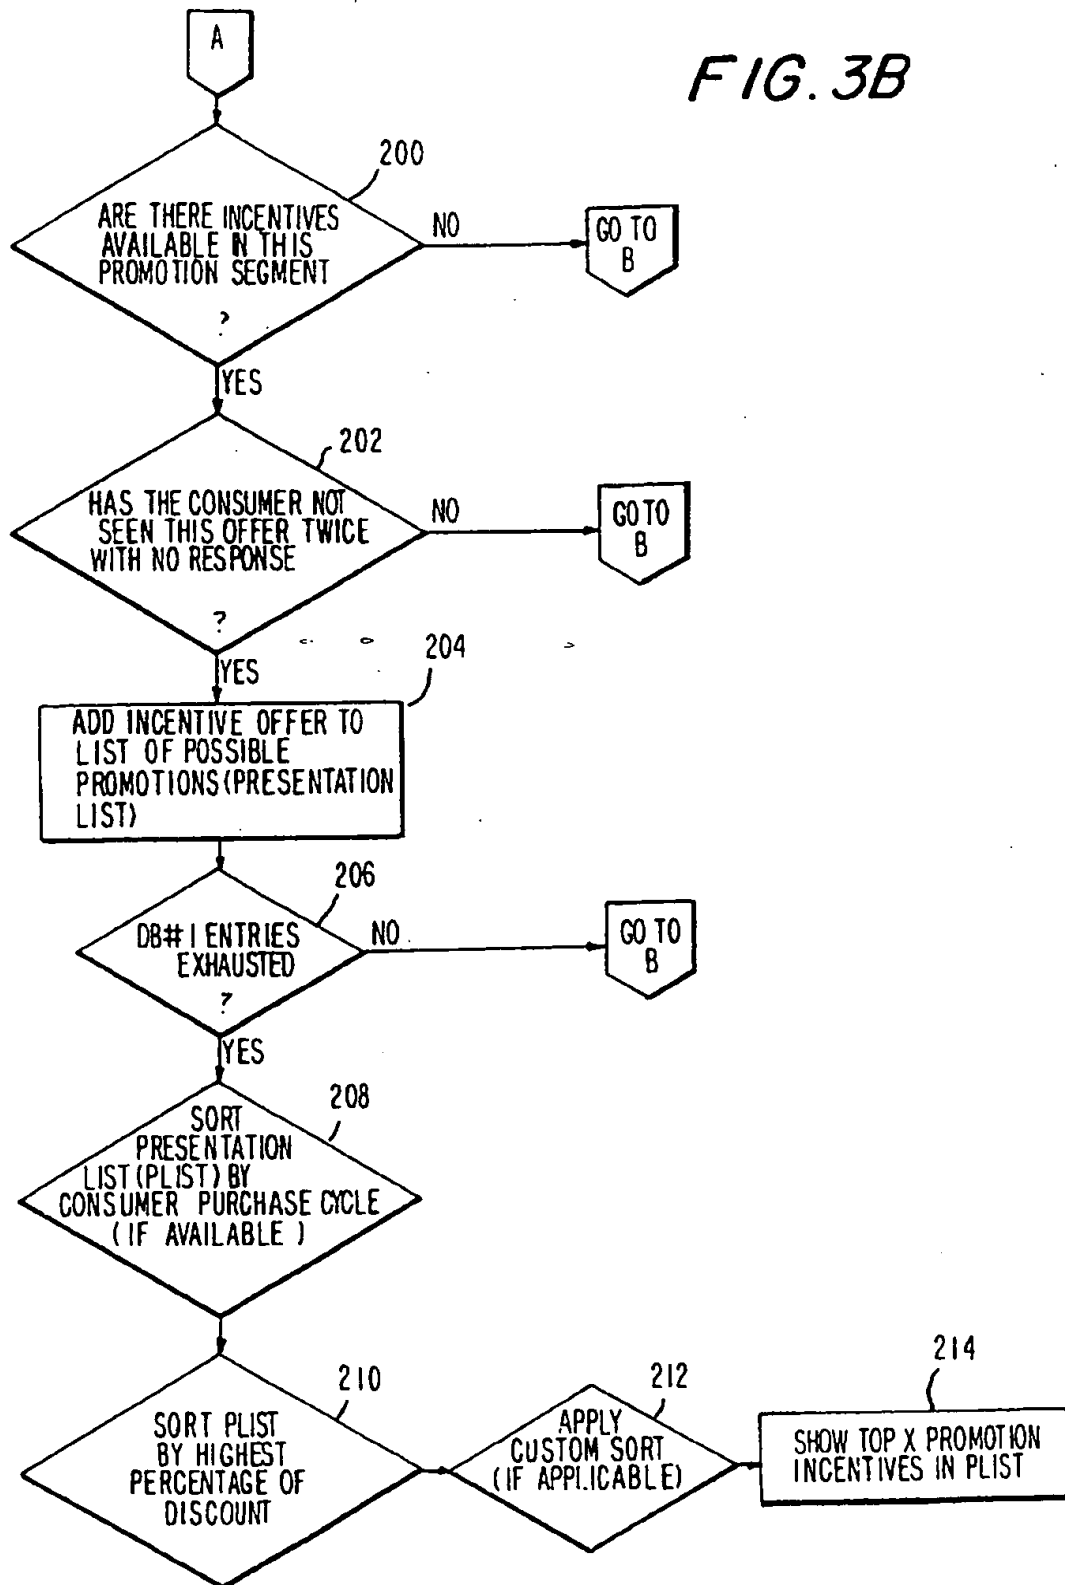 A
FIG. 3B
200
ARE THERE INCENTIVES
AVAILABLE IN THIS
PROMOTION SEGMENT
?
NO
GO TO
B
YES
202
HAS THE CONSUMER NOT
SEEN THIS OFFER TWICE
WITH NO RESPONSE
?
NO
GO TO
B
YES
204
ADD INCENTIVE OFFER TO
LIST OF POSSIBLE
PROMOTIONS (PRESENTATION
LIST)
206
DB#1 ENTRIES
EXHAUSTED
?
NO
GO TO
B
YES
208
SORT
PRESENTATION
LIST (PLIST) BY
CONSUMER PURCHASE CYCLE
(IF AVAILABLE)
210
SORT PLIST
BY HIGHEST
PERCENTAGE OF
DISCOUNT
212
APPLY
CUSTOM SORT
(IF APPLICABLE)
214
SHOW TOP X PROMOTION
INCENTIVES IN PLIST